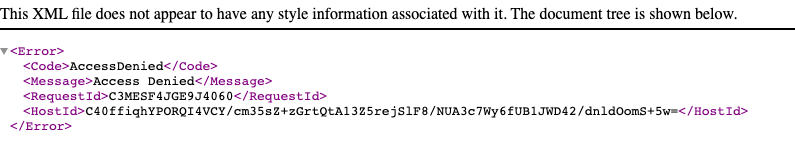 This XML file does not appear to have any style information associated with it. The document tree is shown below.
<Error>
<Code>AccessDenied</Code>
<Message>Access Denied</Message>
<RequestId>C3MESF4JGE9J4060</RequestId>
<HostId>C40ffiqhYPORQI4VCY/cm35sZ+zGrtQtA13Z5rejSlF8/NUA3c7Wy6fUB1JWD42/dnldOomS+5w=</HostId>
</Error>